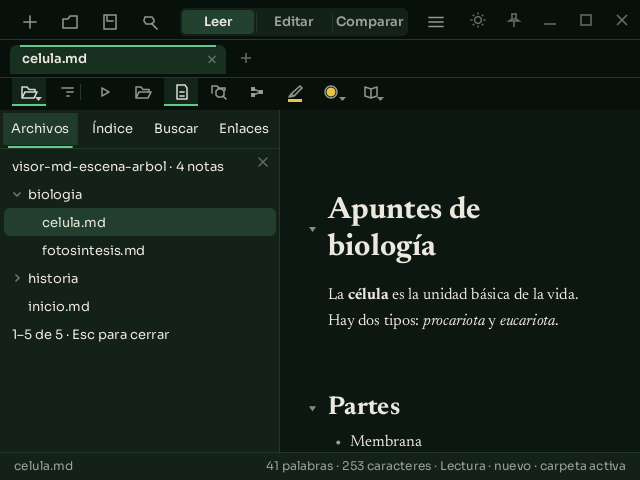 Leer
Editar
Comparar
celula.md
Archivos
Índice
Buscar
Enlaces
visor-md-escena-arbol · 4 notas
biologia
celula.md
fotosintesis.md
historia
inicio.md
1–5 de 5 · Esc para cerrar
Apuntes de
biología
La célula es la unidad básica de la vida.
Hay dos tipos: procariota y eucariota.
Partes
• Membrana
celula.md
41 palabras · 253 caracteres · Lectura · nuevo · carpeta activa